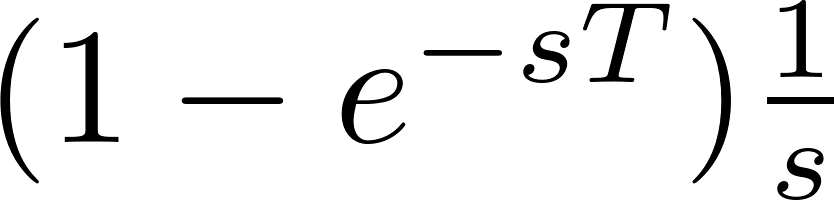 (1 − e^{−sT}) \frac{1}{s}